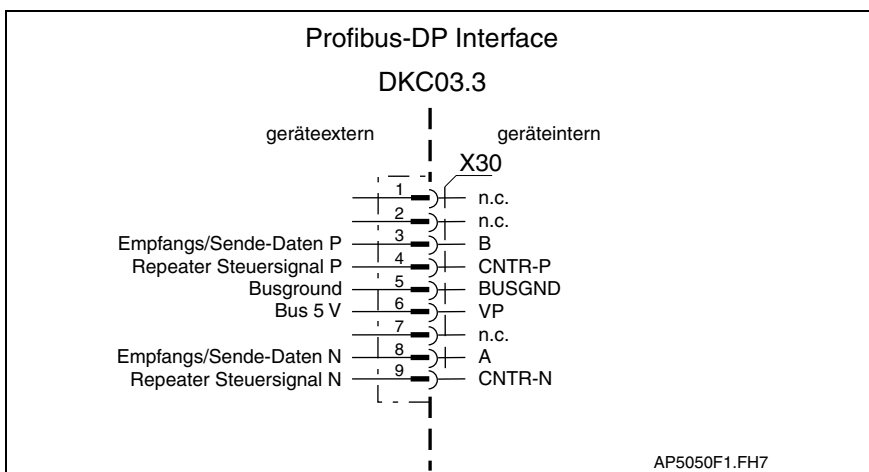 Profibus-DP Interface
DKC03.3
geräteextern geräteintern
X30
1 n.c.
2 n.c.
Empfangs/Sende-Daten P 3 B
Repeater Steuersignal P 4 CNTR-P
Busground 5 BUSGND
Bus 5 V 6 VP
7 n.c.
Empfangs/Sende-Daten N 8 A
Repeater Steuersignal N 9 CNTR-N
AP5050F1.FH7